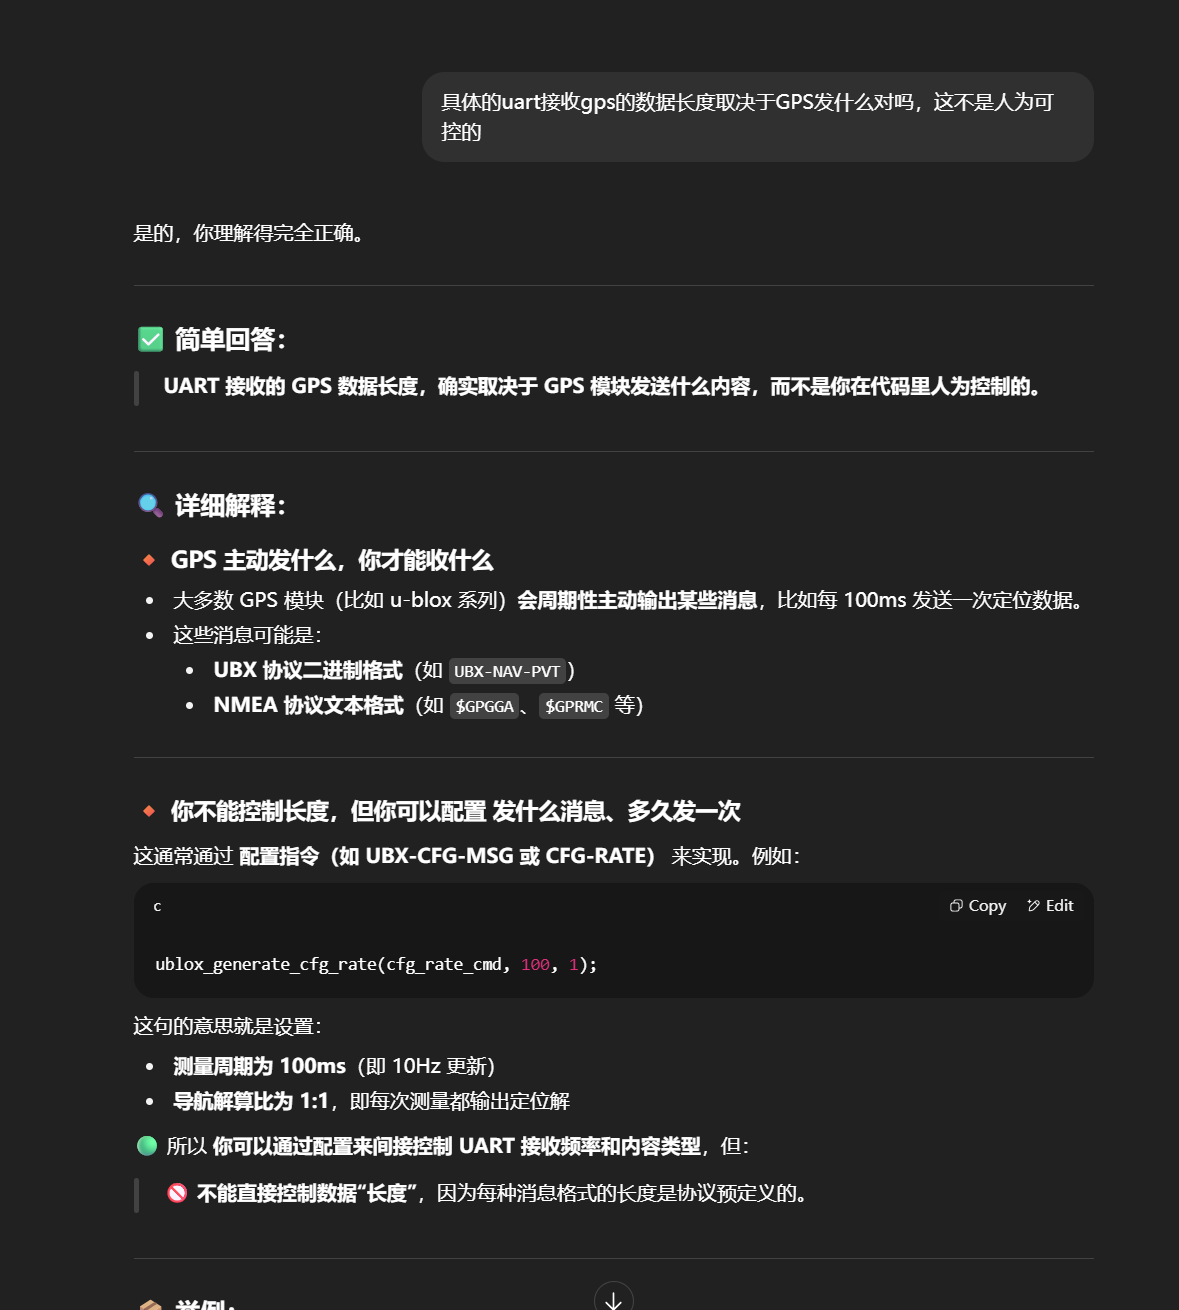 具体的uart接收gps的数据长度取决于GPS发什么对吗，这不是人为可
控的
是的，你理解得完全正确。
✅ 简单回答：
UART 接收的 GPS 数据长度，确实取决于 GPS 模块发送什么内容，而不是你在代码里人为控制的。
🔍 详细解释：
🔸 GPS 主动发什么，你才能收什么
• 大多数 GPS 模块（比如 u-blox 系列）会周期性主动输出某些消息，比如每 100ms 发送一次定位数据。
• 这些消息可能是：
• UBX 协议二进制格式（如 UBX-NAV-PVT）
• NMEA 协议文本格式（如 $GPGGA、$GPRMC 等）
🔸 你不能控制长度，但你可以配置 发什么消息、多久发一次
这通常通过 配置指令（如 UBX-CFG-MSG 或 CFG-RATE） 来实现。例如：
c Copy Edit
ublox_generate_cfg_rate(cfg_rate_cmd, 100, 1);
这句的意思就是设置：
• 测量周期为 100ms（即 10Hz 更新）
• 导航解算比为 1:1，即每次测量都输出定位解
🟢 所以 你可以通过配置来间接控制 UART 接收频率和内容类型，但：
🚫 不能直接控制数据“长度”，因为每种消息格式的长度是协议预定义的。
📦 举例：